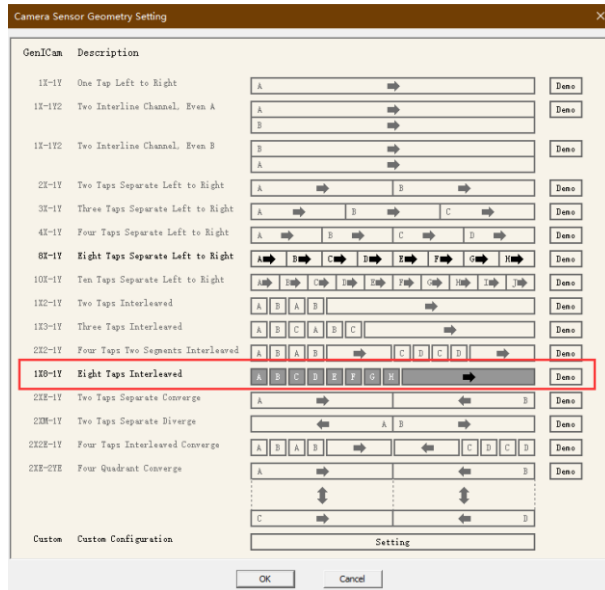 Camera Sensor Geometry Setting
GenICam Description
1X-1Y One Tap Left to Right A Demo
1X-1Y2 Two Interline Channel, Even A A Demo
B
1X-1Y2 Two Interline Channel, Even B B Demo
A
2X-1Y Two Taps Separate Left to Right A B Demo
3X-1Y Three Taps Separate Left to Right A B C Demo
4X-1Y Four Taps Separate Left to Right A B C D Demo
8X-1Y Eight Taps Separate Left to Right A B C D E F G H Demo
10X-1Y Ten Taps Separate Left to Right A B C D E F G H I J Demo
1X2-1Y Two Taps Interleaved A B A B Demo
1X3-1Y Three Taps Interleaved A B C A B C Demo
2X2-1Y Four Taps Two Segments Interleaved A B A B C D C D Demo
1X8-1Y Eight Taps Interleaved A B C D E F G H Demo
2XE-1Y Two Taps Separate Converge A B Demo
2XM-1Y Two Taps Separate Diverge A B Demo
2X2E-1Y Four Taps Interleaved Converge A B A B C D C D Demo
2XE-2YE Four Quadrant Converge A B Demo
C D
Custom Custom Configuration Setting
OK Cancel